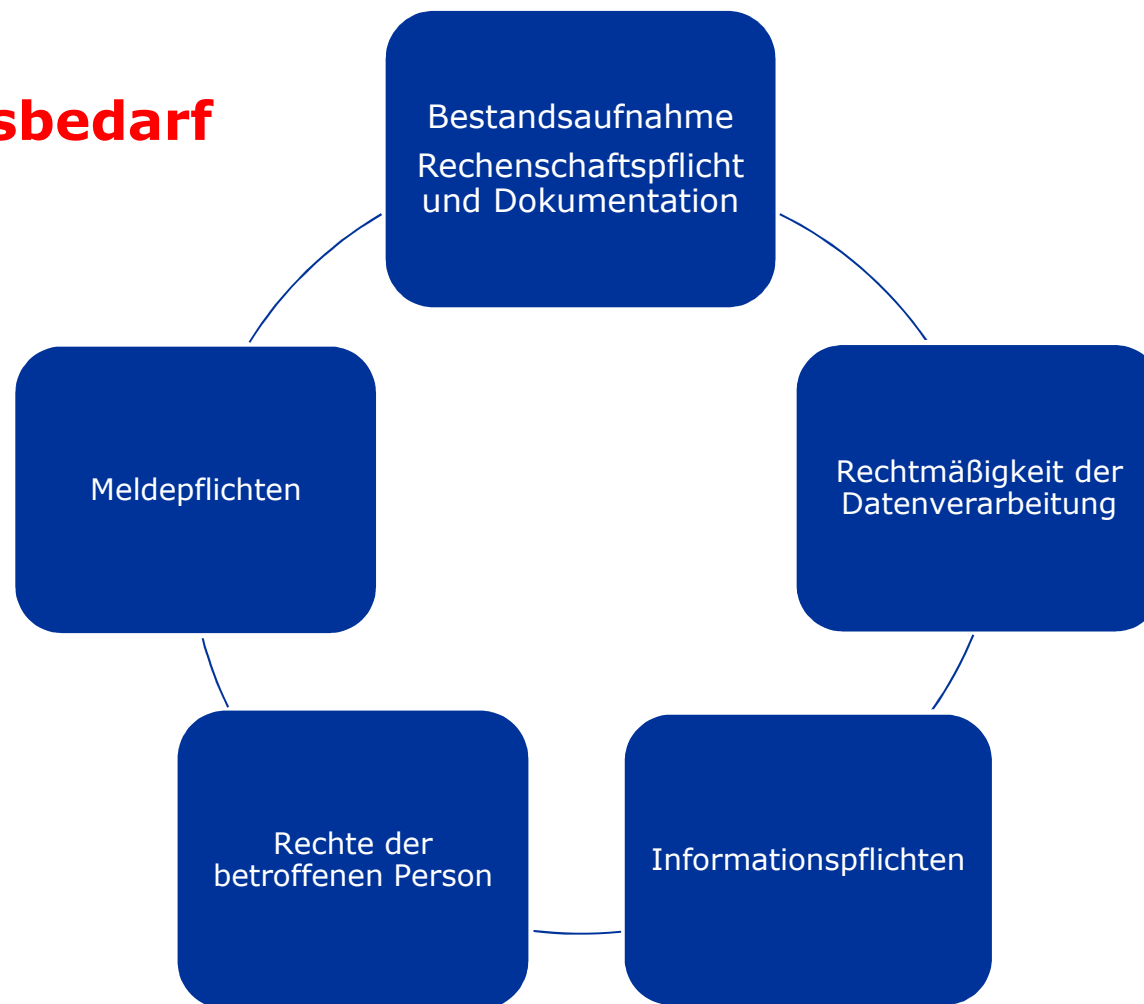 sbedarf
Bestandsaufnahme
Rechenschaftspflicht
und Dokumentation
Rechtmäßigkeit der
Datenverarbeitung
Informationspflichten
Rechte der
betroffenen Person
Meldepflichten